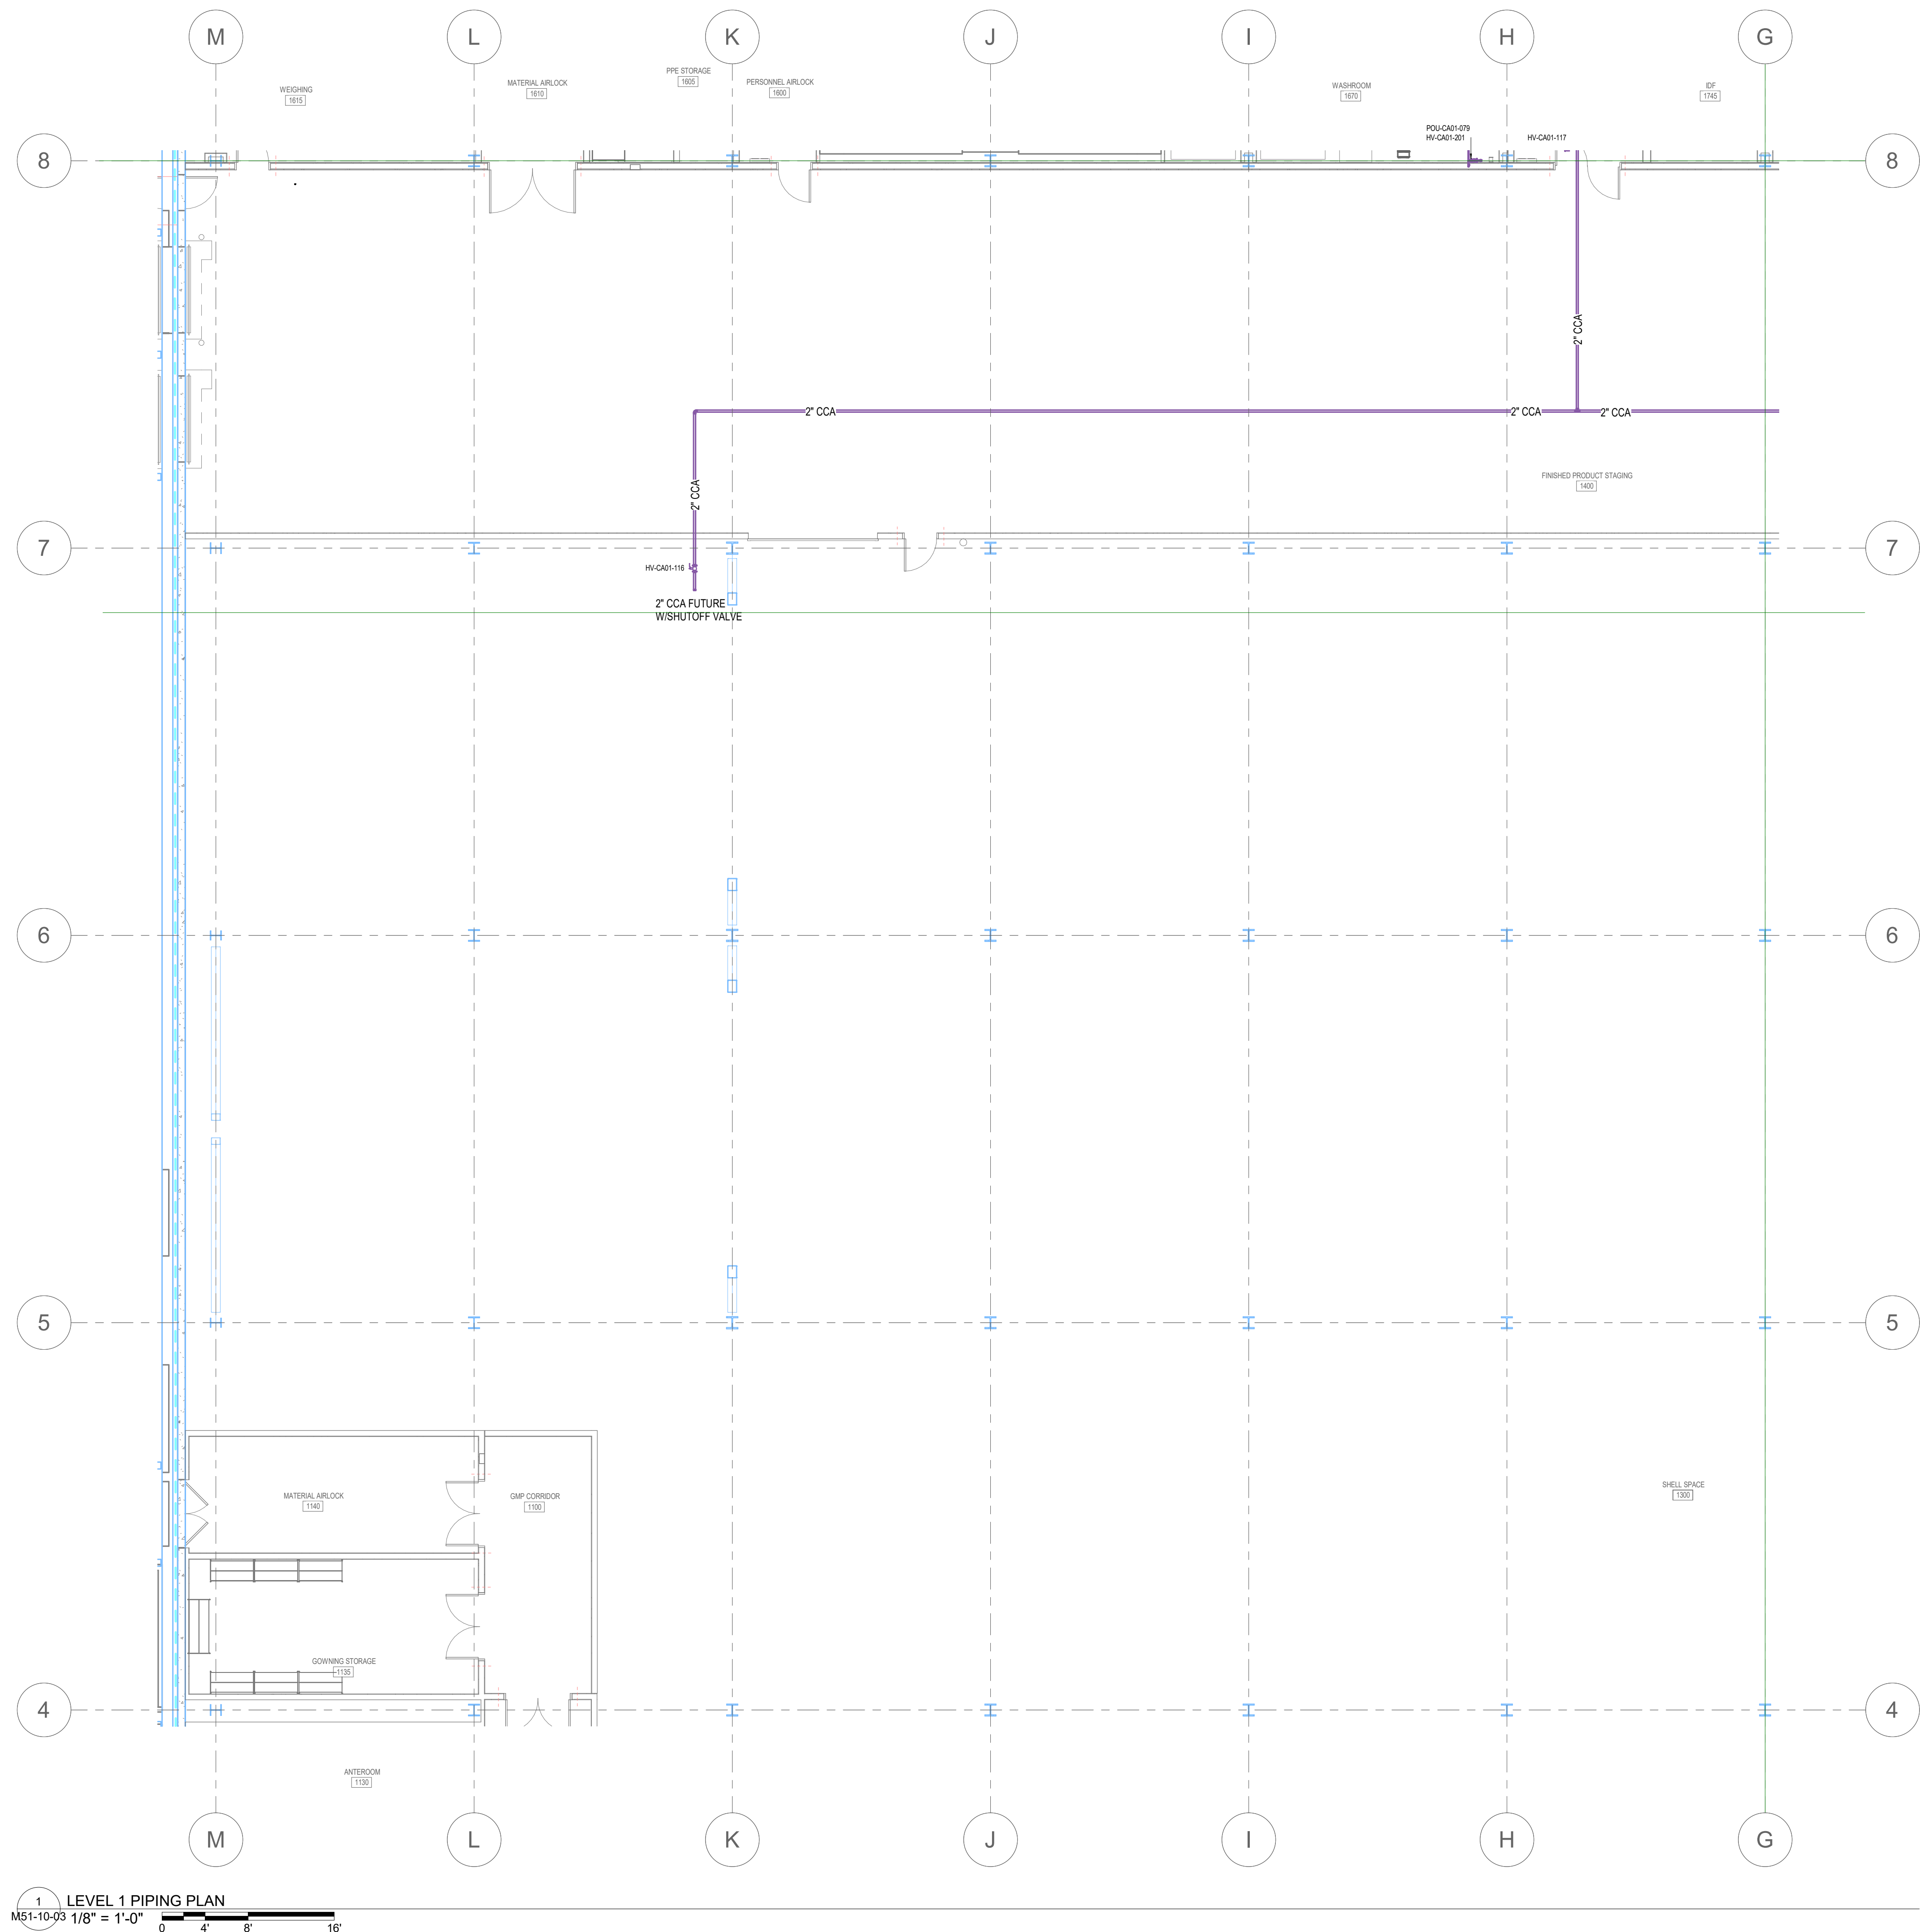 M L K J I H G
PPE STORAGE
1605
MATERIAL AIRLOCK
1610
PERSONNEL AIRLOCK
1600
WEIGHING
1615
WASHROOM
1670
IDF
1745
POU-CA01-079
HV-CA01-201
HV-CA01-117
8 8
2" CCA
2" CCA 2" CCA 2" CCA
2" CCA
FINISHED PRODUCT STAGING
1400
7 7
HV-CA01-116
2" CCA FUTURE
W/SHUTOFF VALVE
6 6
5 5
MATERIAL AIRLOCK
1140
GMP CORRIDOR
1100
SHELL SPACE
1300
GOWNING STORAGE
1135
4 4
ANTEROOM
1130
M L K J I H G
1
M51-10-03
LEVEL 1 PIPING PLAN
1/8" = 1'-0"
0 4' 8' 16'